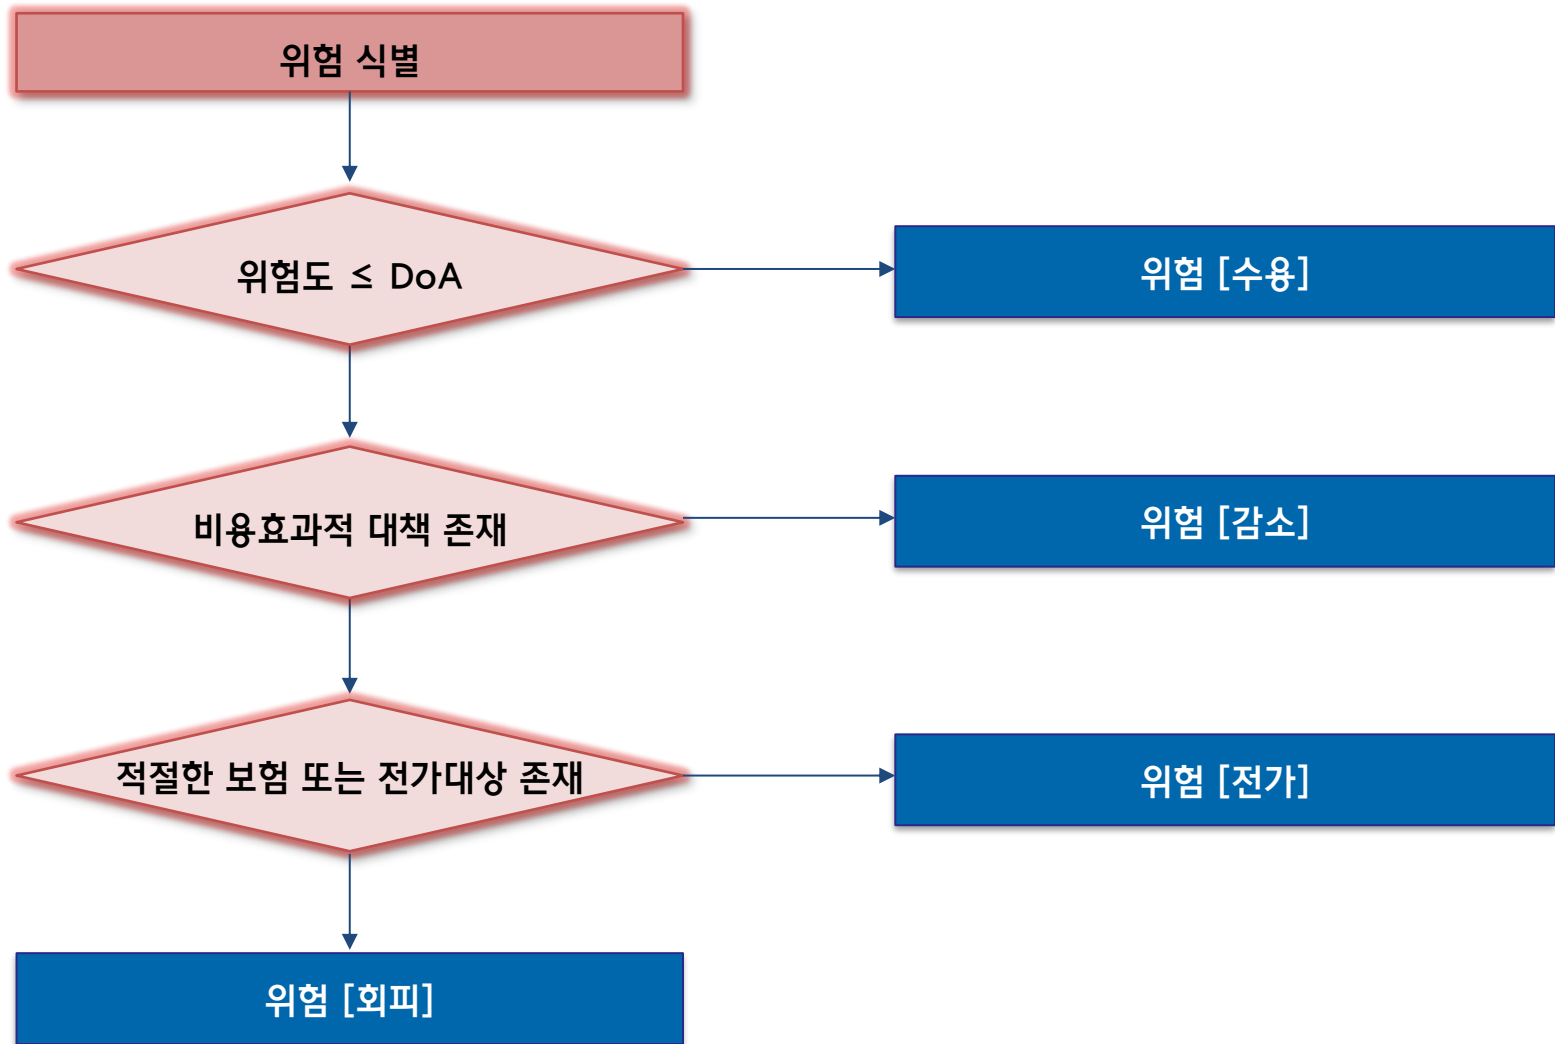 위험 식별
위험도 ≤ DoA
위험 [수용]
비용효과적 대책 존재
위험 [감소]
적절한 보험 또는 전가대상 존재
위험 [전가]
위험 [회피]